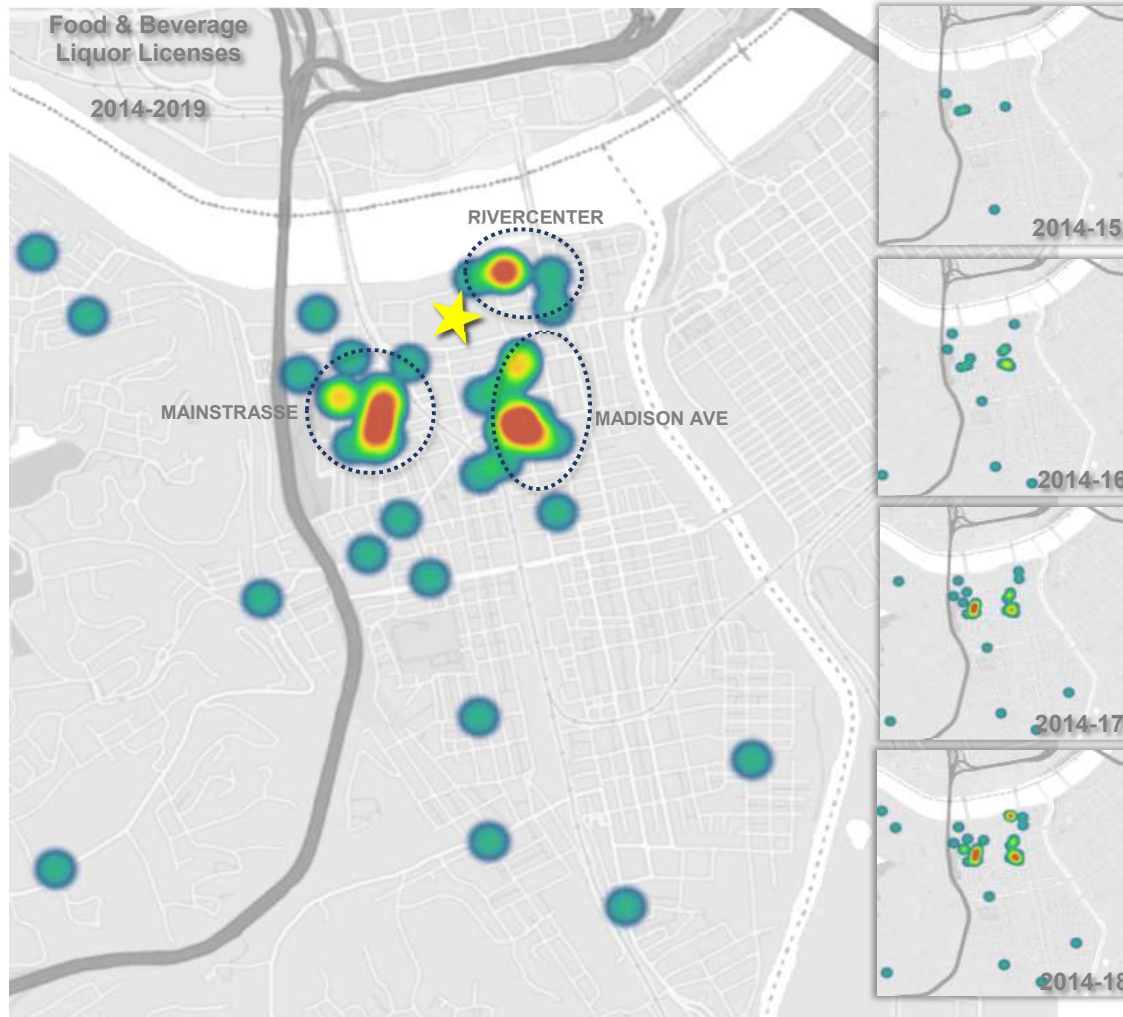 Food & Beverage
Liquor Licenses
2014-2019
RIVERCENTER
MAINSTRASSE
MADISON AVE
2014-15
2014-16
2014-17
2014-18